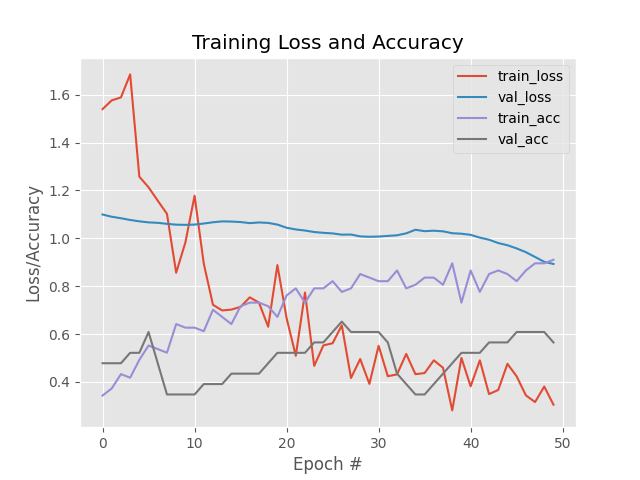 Training Loss and Accuracy
train_loss
val_loss
train_acc
val_acc
1.6
1.4
1.2
1.0
0.8
0.6
0.4
Loss/Accuracy
0 10 20 30 40 50
Epoch #